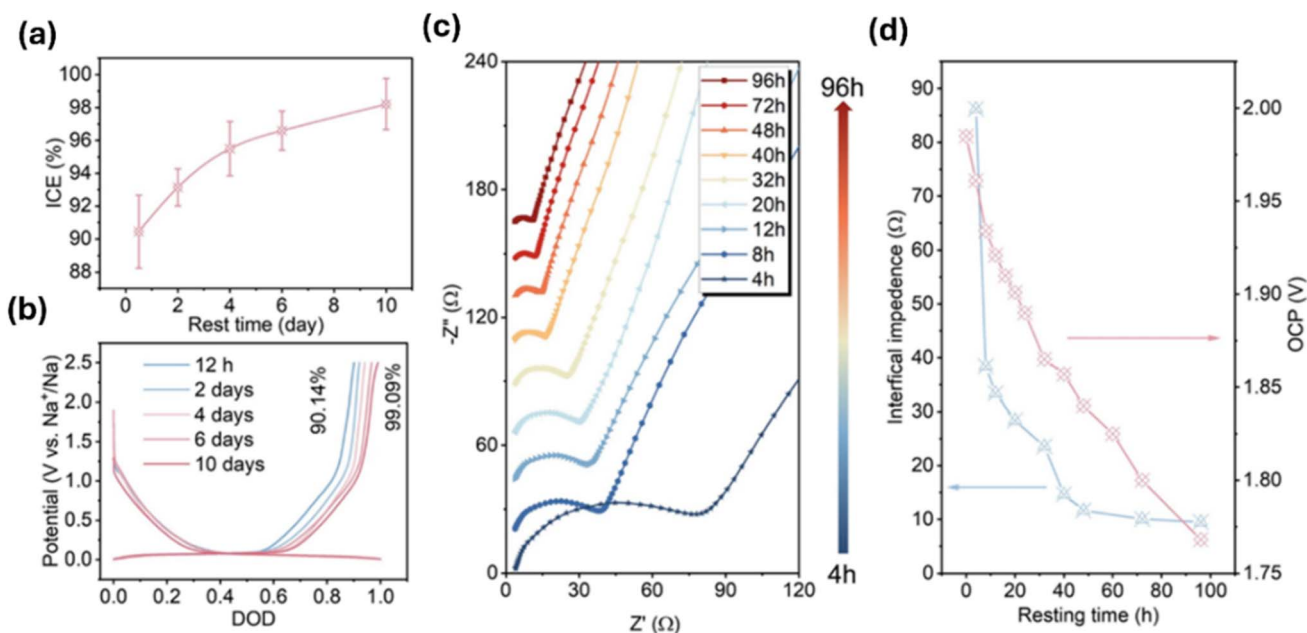 (a)
100
98
96
94
92
90
88
ICE (%)
0 2 4 6 8 10
Rest time (day)
(b)
2.5
2.0
1.5
1.0
0.5
0.0
Potential (V vs. Na⁺/Na)
12 h
2 days
4 days
6 days
10 days
90.14%
99.09%
0.0 0.2 0.4 0.6 0.8 1.0
DOD
(c)
240
180
120
60
0
-Z'' (Ω)
96h
72h
48h
40h
32h
20h
12h
8h
4h
0 30 60 90 120
Z' (Ω)
96h
4h
(d)
90
80
70
60
50
40
30
20
10
0
Interfical impedence (Ω)
2.00
1.95
1.90
1.85
1.80
1.75
OCP (V)
0 20 40 60 80 100
Resting time (h)